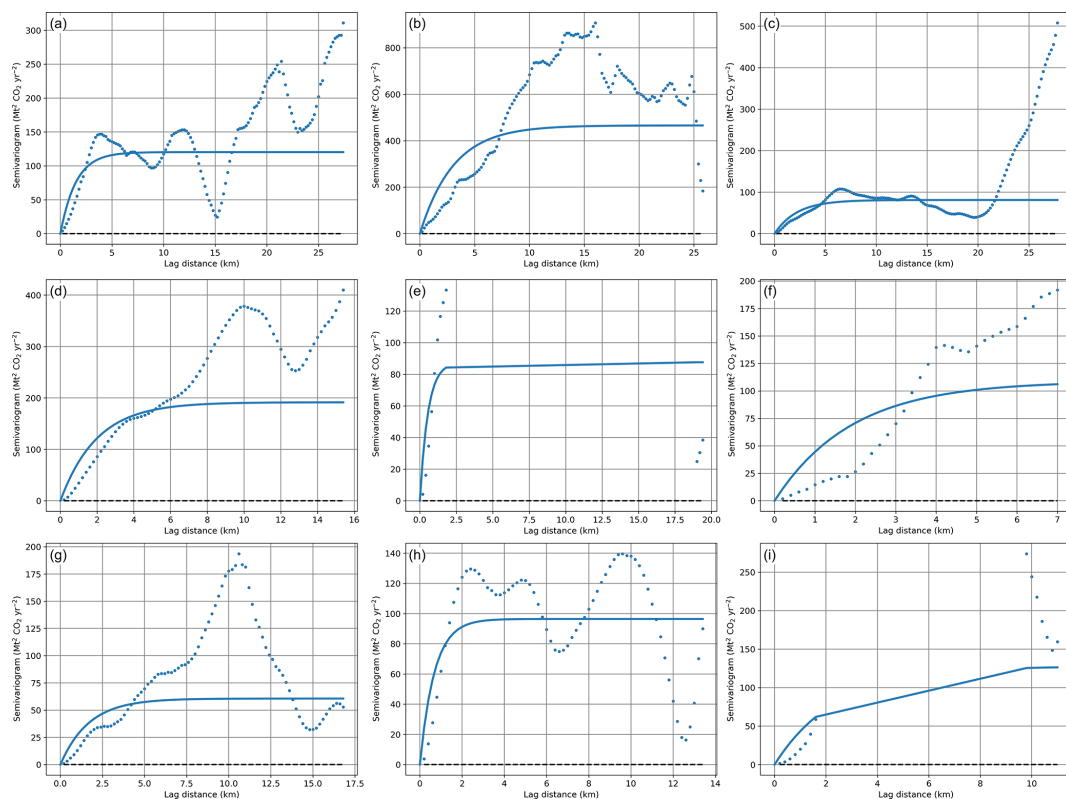 (a)
Semivariogram (Mt² CO₂ yr⁻²)
300
250
200
150
100
50
0
0 5 10 15 20 25
Lag distance (km)
(b)
Semivariogram (Mt² CO₂ yr⁻²)
800
600
400
200
0
0 5 10 15 20 25
Lag distance (km)
(c)
Semivariogram (Mt² CO₂ yr⁻²)
500
400
300
200
100
0
0 5 10 15 20 25
Lag distance (km)
(d)
Semivariogram (Mt² CO₂ yr⁻²)
400
300
200
100
0
0 2 4 6 8 10 12 14 16
Lag distance (km)
(e)
Semivariogram (Mt² CO₂ yr⁻²)
120
100
80
60
40
20
0
0.0 2.5 5.0 7.5 10.0 12.5 15.0 17.5 20.0
Lag distance (km)
(f)
Semivariogram (Mt² CO₂ yr⁻²)
200
175
150
125
100
75
50
25
0
0 1 2 3 4 5 6 7
Lag distance (km)
(g)
Semivariogram (Mt² CO₂ yr⁻²)
200
175
150
125
100
75
50
25
0
0.0 2.5 5.0 7.5 10.0 12.5 15.0 17.5
Lag distance (km)
(h)
Semivariogram (Mt² CO₂ yr⁻²)
140
120
100
80
60
40
20
0
0 2 4 6 8 10 12 14
Lag distance (km)
(i)
Semivariogram (Mt² CO₂ yr⁻²)
250
200
150
100
50
0
0 2 4 6 8 10
Lag distance (km)